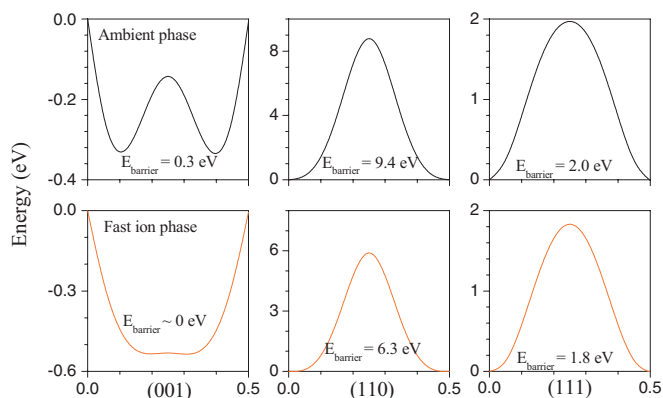 0.0
-0.2
-0.4
Ambient phase
E_barrier = 0.3 eV
8
4
0
E_barrier = 9.4 eV
2
1
0
E_barrier = 2.0 eV
Energy (eV)
0.0
-0.3
-0.6
Fast ion phase
E_barrier ~ 0 eV
6
3
0
E_barrier = 6.3 eV
2
1
0
E_barrier = 1.8 eV
0.0 (001) 0.5
0.0 (110) 0.5
0.0 (111) 0.5